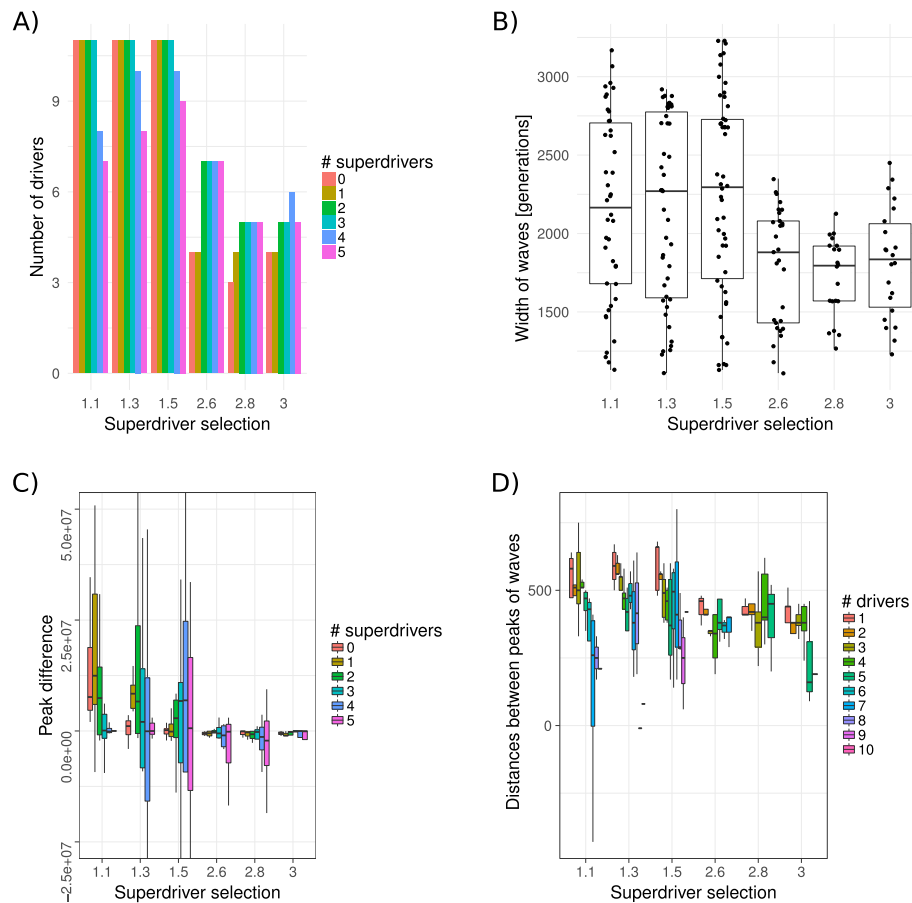 A)
Number of drivers
9
6
3
0
1.1 1.3 1.5 2.6 2.8 3
Superdriver selection
# superdrivers
0
1
2
3
4
5
B)
Width of waves [generations]
3000
2500
2000
1500
1.1 1.3 1.5 2.6 2.8 3
Superdriver selection
C)
Peak difference
5.0e+07
2.5e+07
0.0e+00
-2.5e+07
1.1 1.3 1.5 2.6 2.8 3
Superdriver selection
# superdrivers
0
1
2
3
4
5
D)
Distances between peaks of waves
500
0
1.1 1.3 1.5 2.6 2.8 3
Superdriver selection
# drivers
1
2
3
4
5
6
7
8
9
10